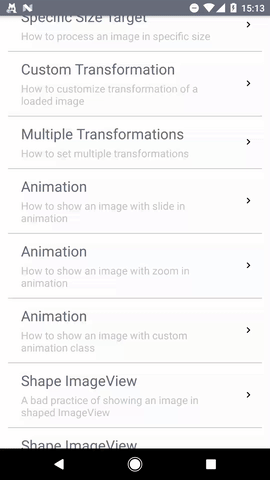 15:13
Specific Size Target
How to process an image in specific size
Custom Transformation
How to customize transformation of a
loaded image
Multiple Transformations
How to set multiple transformations
Animation
How to show an image with slide in
animation
Animation
How to show an image with zoom in
animation
Animation
How to show an image with custom
animation class
Shape ImageView
A bad practice of showing an image in
shaped ImageView
Shape ImageView